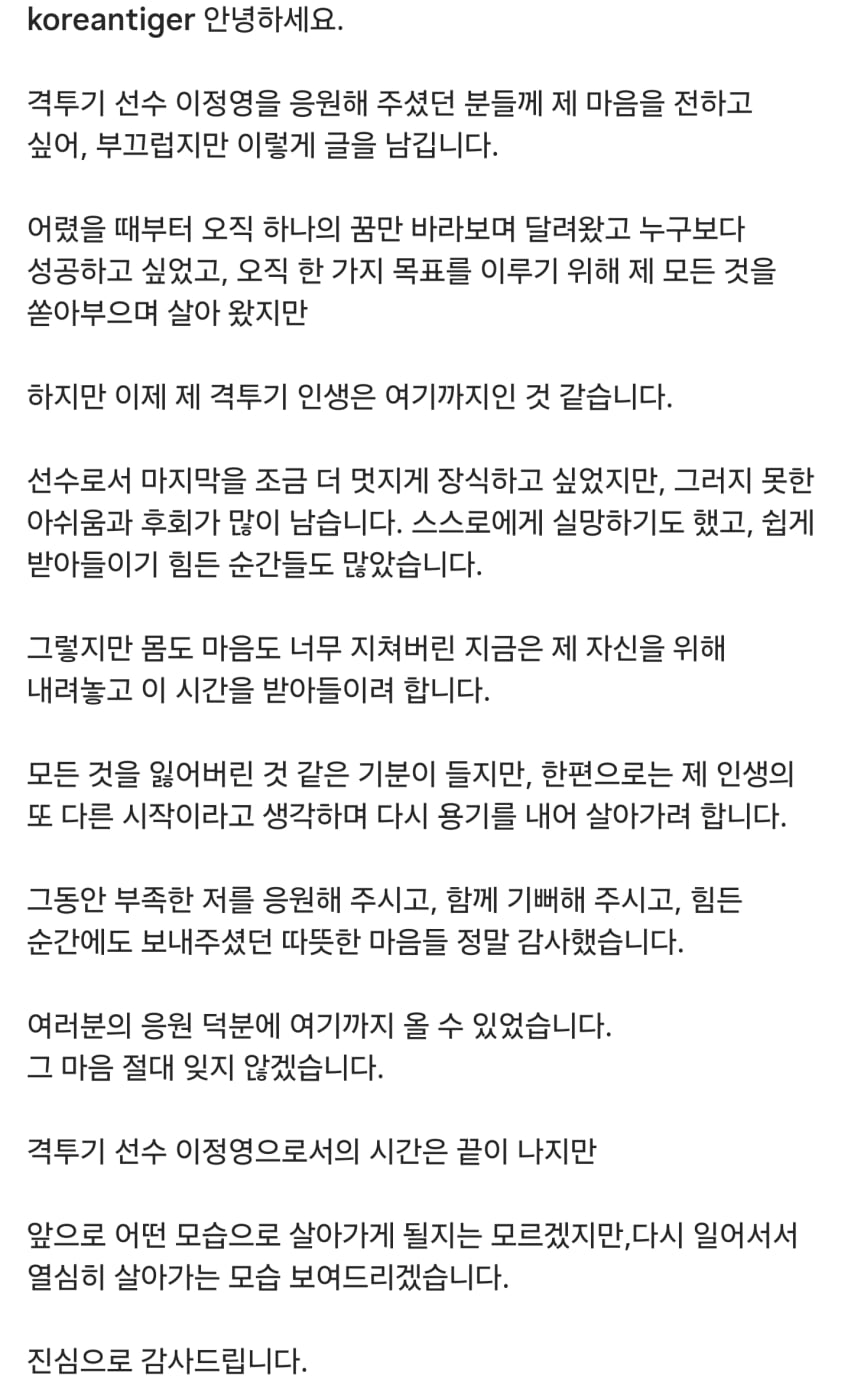 koreantiger 안녕하세요.
격투기 선수 이정영을 응원해 주셨던 분들께 제 마음을 전하고
싶어, 부끄럽지만 이렇게 글을 남깁니다.
어렸을 때부터 오직 하나의 꿈만 바라보며 달려왔고 누구보다
성공하고 싶었고, 오직 한 가지 목표를 이루기 위해 제 모든 것을
쏟아부으며 살아 왔지만
하지만 이제 제 격투기 인생은 여기까지인 것 같습니다.
선수로서 마지막을 조금 더 멋지게 장식하고 싶었지만, 그러지 못한
아쉬움과 후회가 많이 남습니다. 스스로에게 실망하기도 했고, 쉽게
받아들이기 힘든 순간들도 많았습니다.
그렇지만 몸도 마음도 너무 지쳐버린 지금은 제 자신을 위해
내려놓고 이 시간을 받아들이려 합니다.
모든 것을 잃어버린 것 같은 기분이 들지만, 한편으로는 제 인생의
또 다른 시작이라고 생각하며 다시 용기를 내어 살아가려 합니다.
그동안 부족한 저를 응원해 주시고, 함께 기뻐해 주시고, 힘든
순간에도 보내주셨던 따뜻한 마음들 정말 감사했습니다.
여러분의 응원 덕분에 여기까지 올 수 있었습니다.
그 마음 절대 잊지 않겠습니다.
격투기 선수 이정영으로서의 시간은 끝이 나지만
앞으로 어떤 모습으로 살아가게 될지는 모르겠지만,다시 일어서서
열심히 살아가는 모습 보여드리겠습니다.
진심으로 감사드립니다.